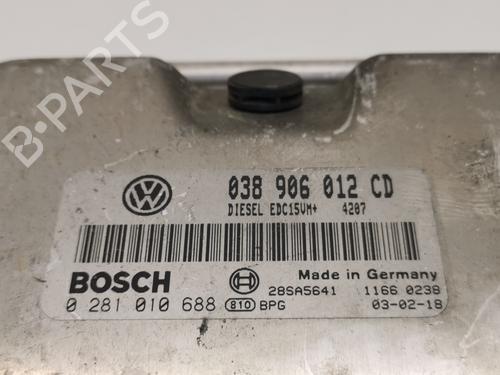 B-PARTS
038 906 012 CD
DIESEL EDC15VM+ 4207
BOSCH
Made in Germany
28SA5641 1166 0238
0 281 010 688 810 BPG 03-02-18